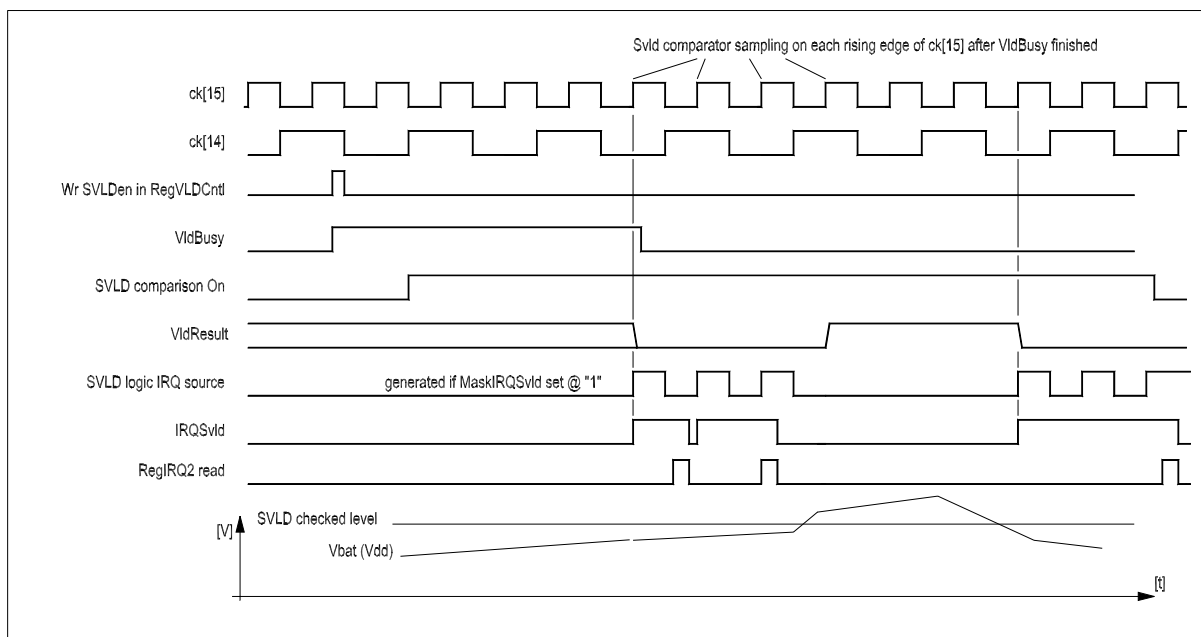 Svld comparator sampling on each rising edge of ck[15] after VldBusy finished
ck[15]
ck[14]
Wr SVLDen in RegVLDCntl
VldBusy
SVLD comparison On
VldResult
SVLD logic IRQ source
generated if MaskIRQSvld set @ "1"
IRQSvld
RegIRQ2 read
[V]
SVLD checked level
Vbat (Vdd)
[t]